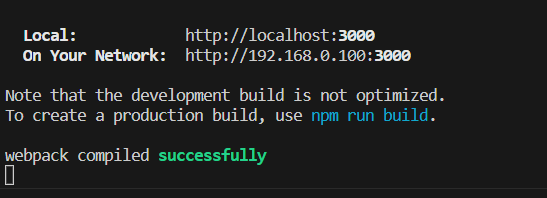 Local: http://localhost:3000
On Your Network: http://192.168.0.100:3000
Note that the development build is not optimized.
To create a production build, use npm run build.
webpack compiled successfully